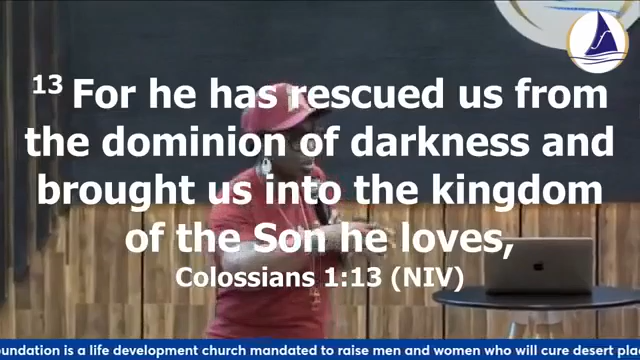 13 For he has rescued us from
the dominion of darkness and
brought us into the kingdom
of the Son he loves,
Colossians 1:13 (NIV)
oundation is a life development church mandated to raise men and women who will cure desert pla